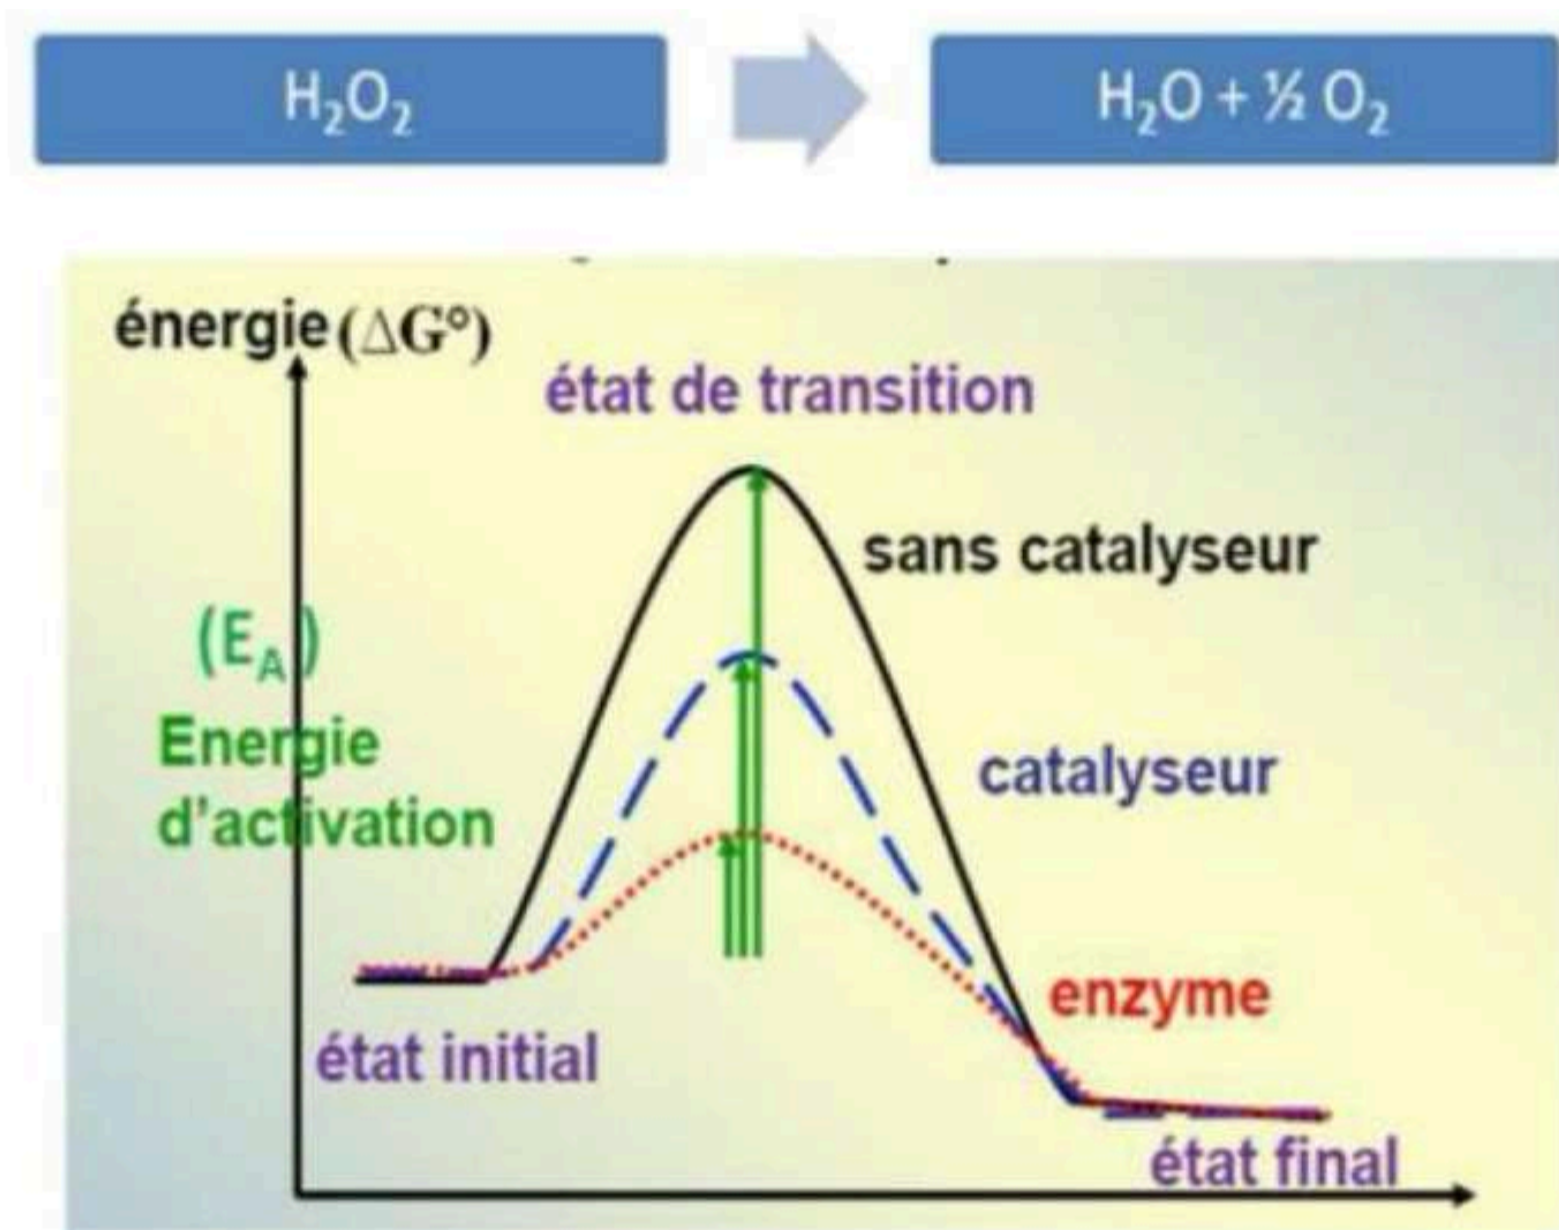 H₂O₂
H₂O + ½ O₂
énergie (ΔG°)
état de transition
sans catalyseur
(E_A)
Energie
d'activation
catalyseur
enzyme
état initial
état final